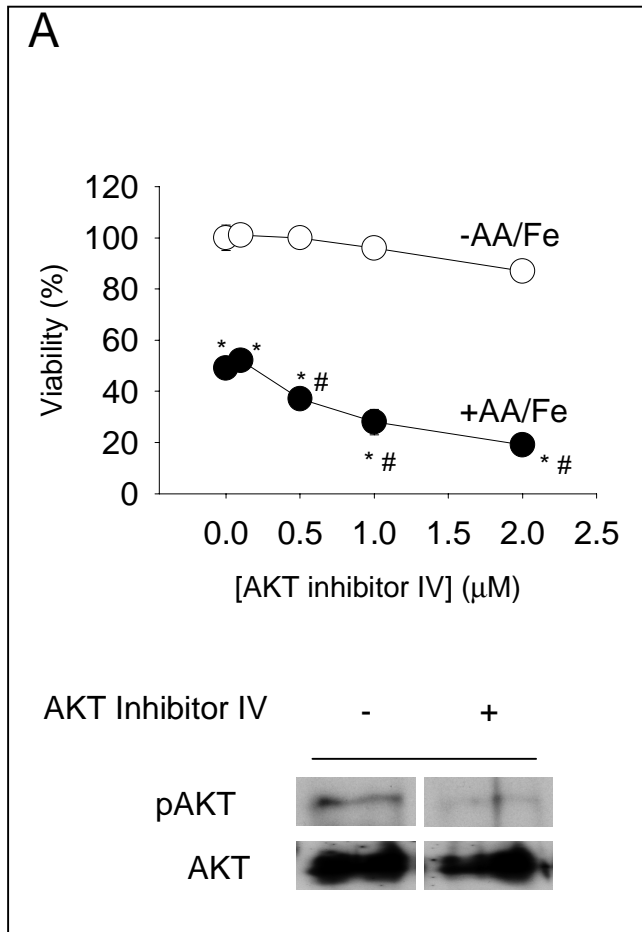 A
120
100
80
60
40
20
0
Viability (%)
-AA/Fe
* *
* #
+AA/Fe
* #
* #
0.0 0.5 1.0 1.5 2.0 2.5
[AKT inhibitor IV] (μM)
AKT Inhibitor IV - +
pAKT
AKT